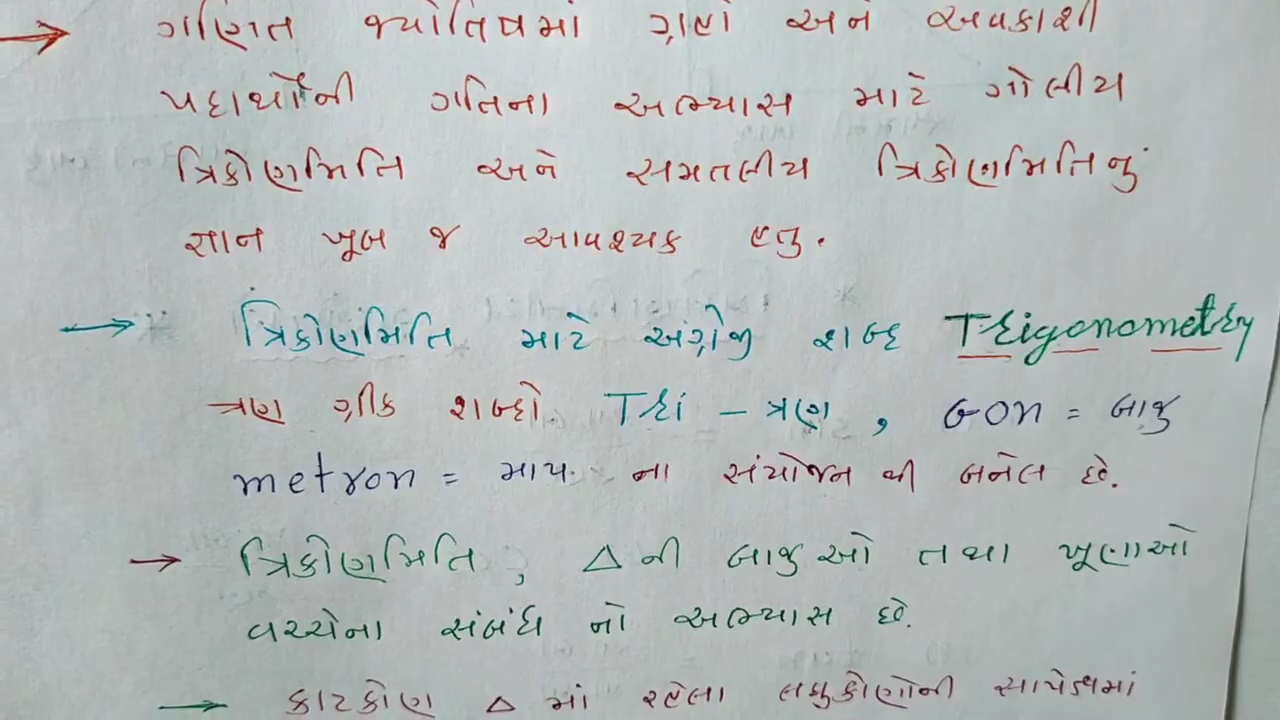 ગણિત જ્યોતિષમાં ગ્રહો અને અવકાશી
પદાર્થોની ગતિના અભ્યાસ માટે ગોલીય
ત્રિકોણમિતિ અને સમતલીય ત્રિકોણમિતિનું
જ્ઞાન ખૂબ જ આવશ્યક હતુ.
ત્રિકોણમિતિ માટે અંગ્રેજી શબ્દ Trigonometry
ત્રણ ગ્રીક શબ્દો Tri - ત્રણ, Gon = બાજુ
metron = માપ ના સંયોજન થી બનેલ છે.
ત્રિકોણમિતિ, △ ની બાજુઓ તથા ખૂણાઓ
વચ્ચેના સંબંધ નો અભ્યાસ છે.
કાટકોણ △ માં રહેલા લઘુકોણોની સાપેક્ષમાં